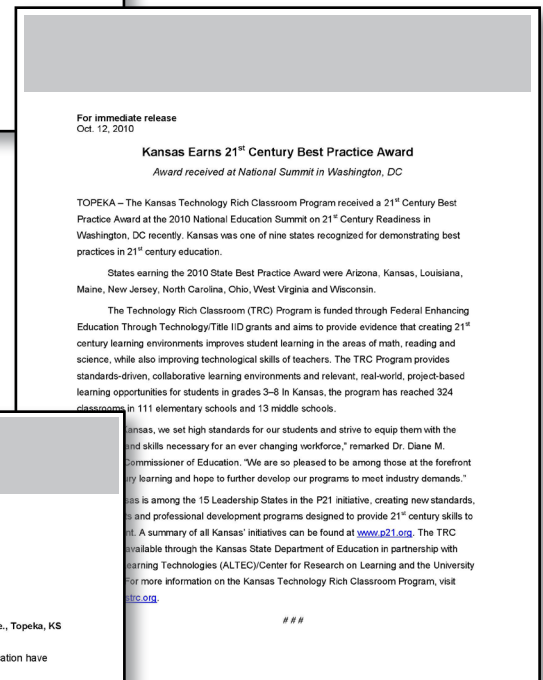 For immediate release
Oct. 12, 2010
Kansas Earns 21st Century Best Practice Award
Award received at National Summit in Washington, DC
TOPEKA – The Kansas Technology Rich Classroom Program received a 21st Century Best
Practice Award at the 2010 National Education Summit on 21st Century Readiness in
Washington, DC recently. Kansas was one of nine states recognized for demonstrating best
practices in 21st century education.
States earning the 2010 State Best Practice Award were Arizona, Kansas, Louisiana,
Maine, New Jersey, North Carolina, Ohio, West Virginia and Wisconsin.
The Technology Rich Classroom (TRC) Program is funded through Federal Enhancing
Education Through Technology/Title IID grants and aims to provide evidence that creating 21st
century learning environments improves student learning in the areas of math, reading and
science, while also improving technological skills of teachers. The TRC Program provides
standards-driven, collaborative learning environments and relevant, real-world, project-based
learning opportunities for students in grades 3–8 In Kansas, the program has reached 324
classrooms in 111 elementary schools and 13 middle schools.
Kansas, we set high standards for our students and strive to equip them with the
and skills necessary for an ever changing workforce," remarked Dr. Diane M.
Commissioner of Education. "We are so pleased to be among those at the forefront
ry learning and hope to further develop our programs to meet industry demands."
sas is among the 15 Leadership States in the P21 initiative, creating new standards,
s and professional development programs designed to provide 21st century skills to
nt. A summary of all Kansas' initiatives can be found at www.p21.org. The TRC
available through the Kansas State Department of Education in partnership with
earning Technologies (ALTEC)/Center for Research on Learning and the University
For more information on the Kansas Technology Rich Classroom Program, visit
strc.org.
# # #
e., Topeka, KS
ation have